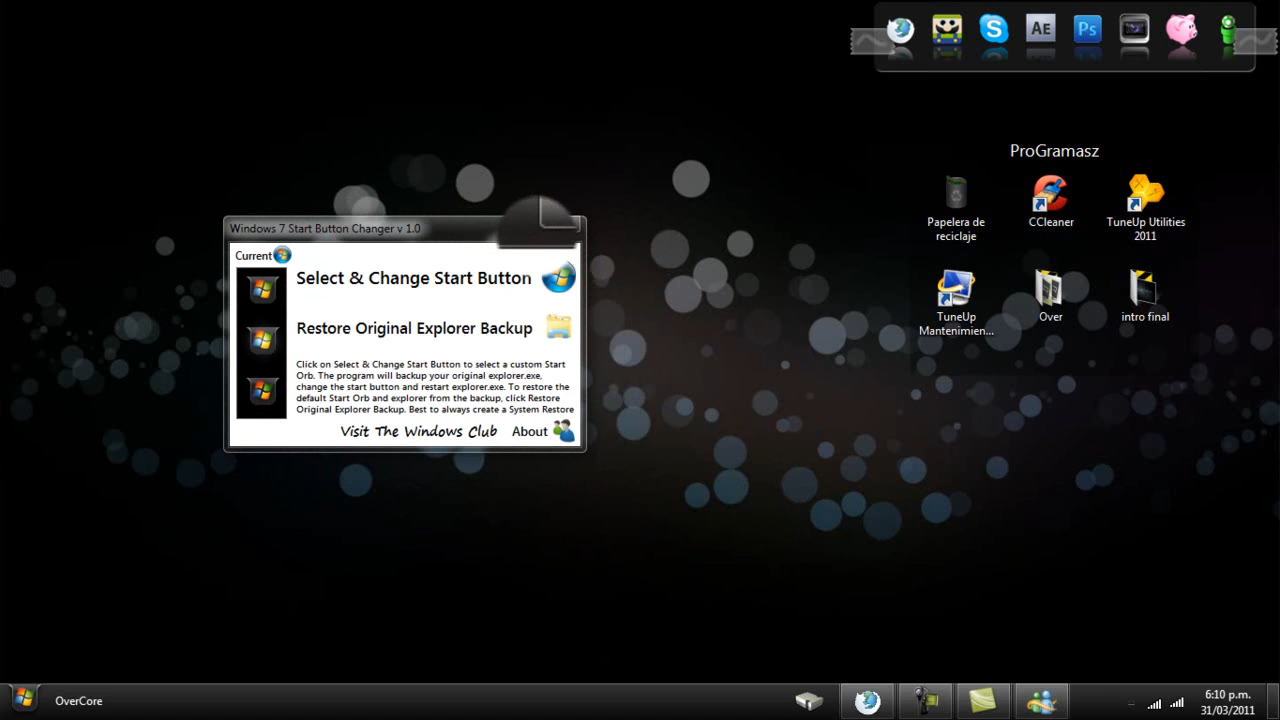 AE
Ps
ProGramasz
Papelera de
reciclaje
CCleaner
TuneUp Utilities
2011
TuneUp
Mantenimien...
Over
intro final
Windows 7 Start Button Changer v 1.0
Current
Select & Change Start Button
Restore Original Explorer Backup
Click on Select & Change Start Button to select a custom Start
Orb. The program will backup your original explorer.exe,
change the start button and restart explorer.exe. To restore the
default Start Orb and explorer from the backup, click Restore
Original Explorer Backup. Best to always create a System Restore
Visit The Windows Club
About
OverCore
6:10 p.m.
31/03/2011